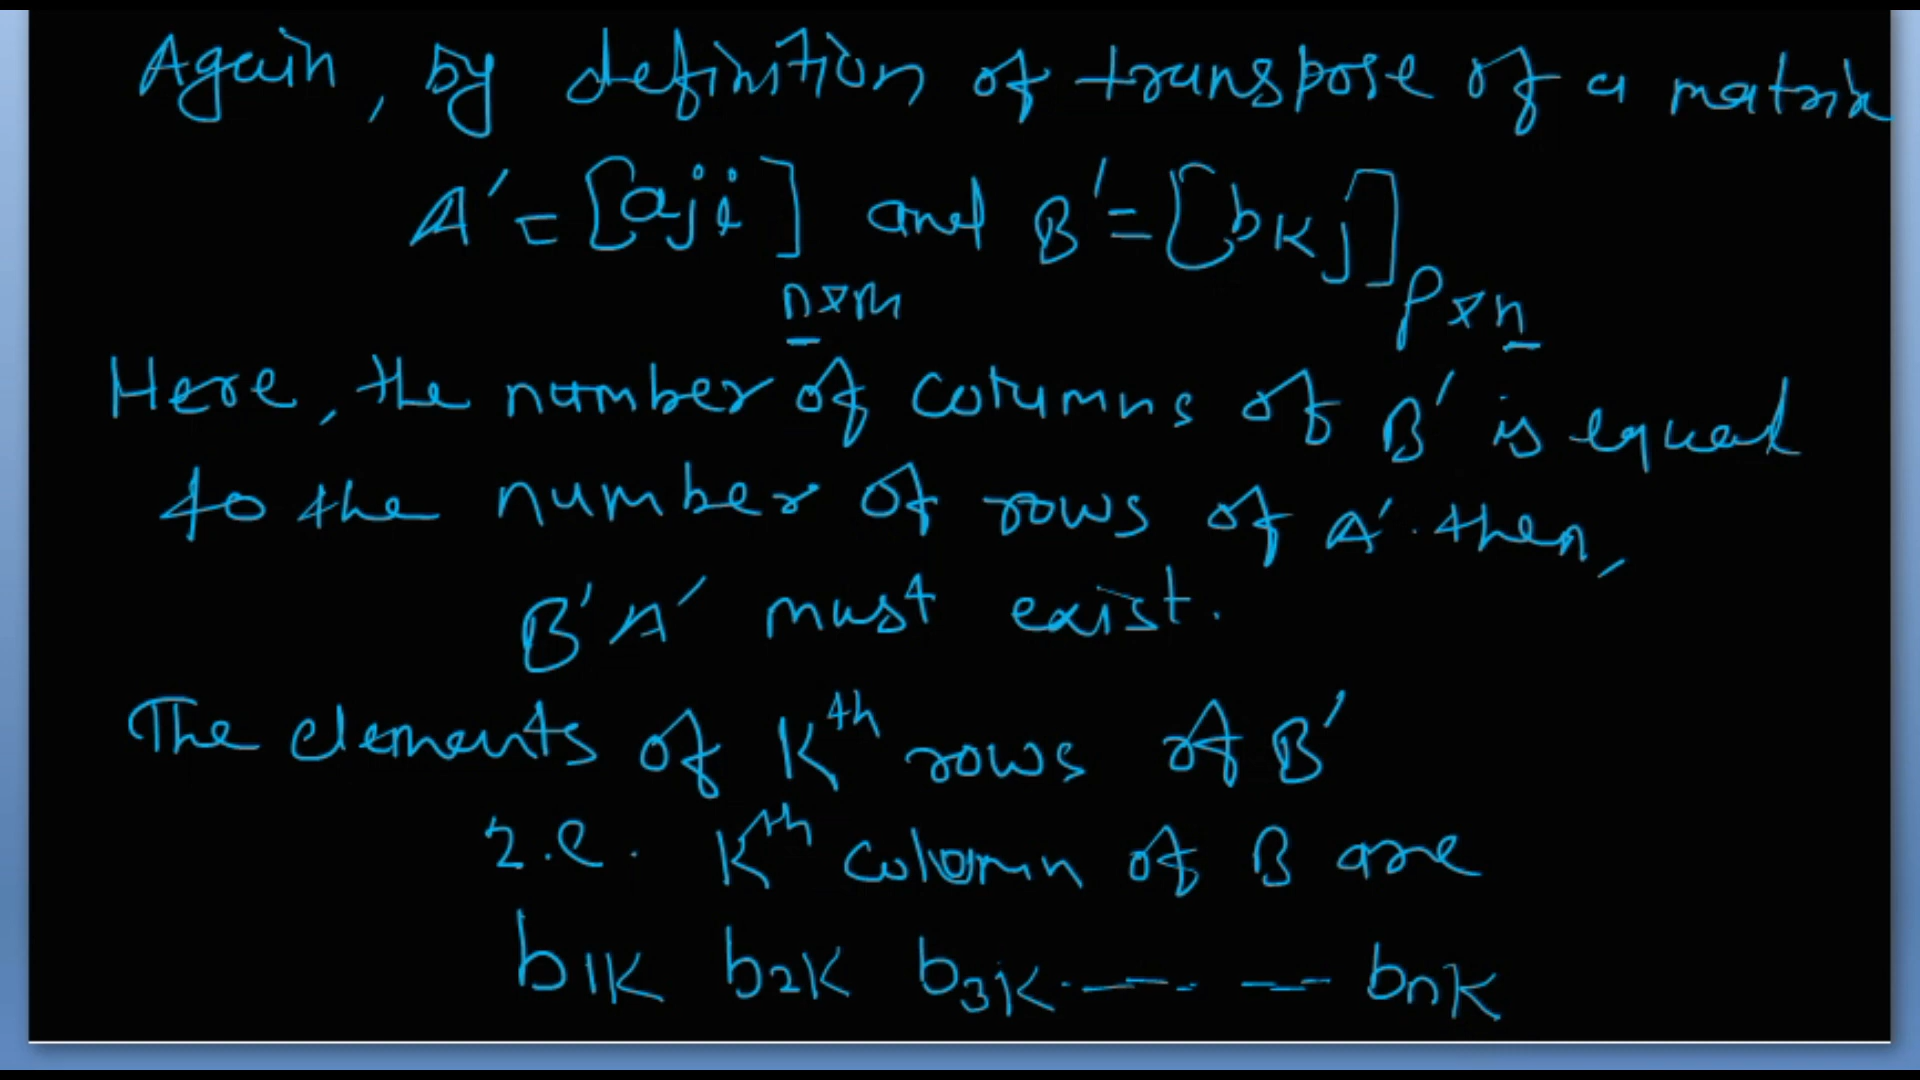 Again, by definition of transpose of a matrix
A' = [aji] n×m and B' = [bkj] p×n
Here, the number of columns of B' is equal
to the number of rows of A'. then,
B'A' must exist.
The elements of Kth rows of B'
i.e. Kth column of B are
b1K b2K b3K ------ bnK